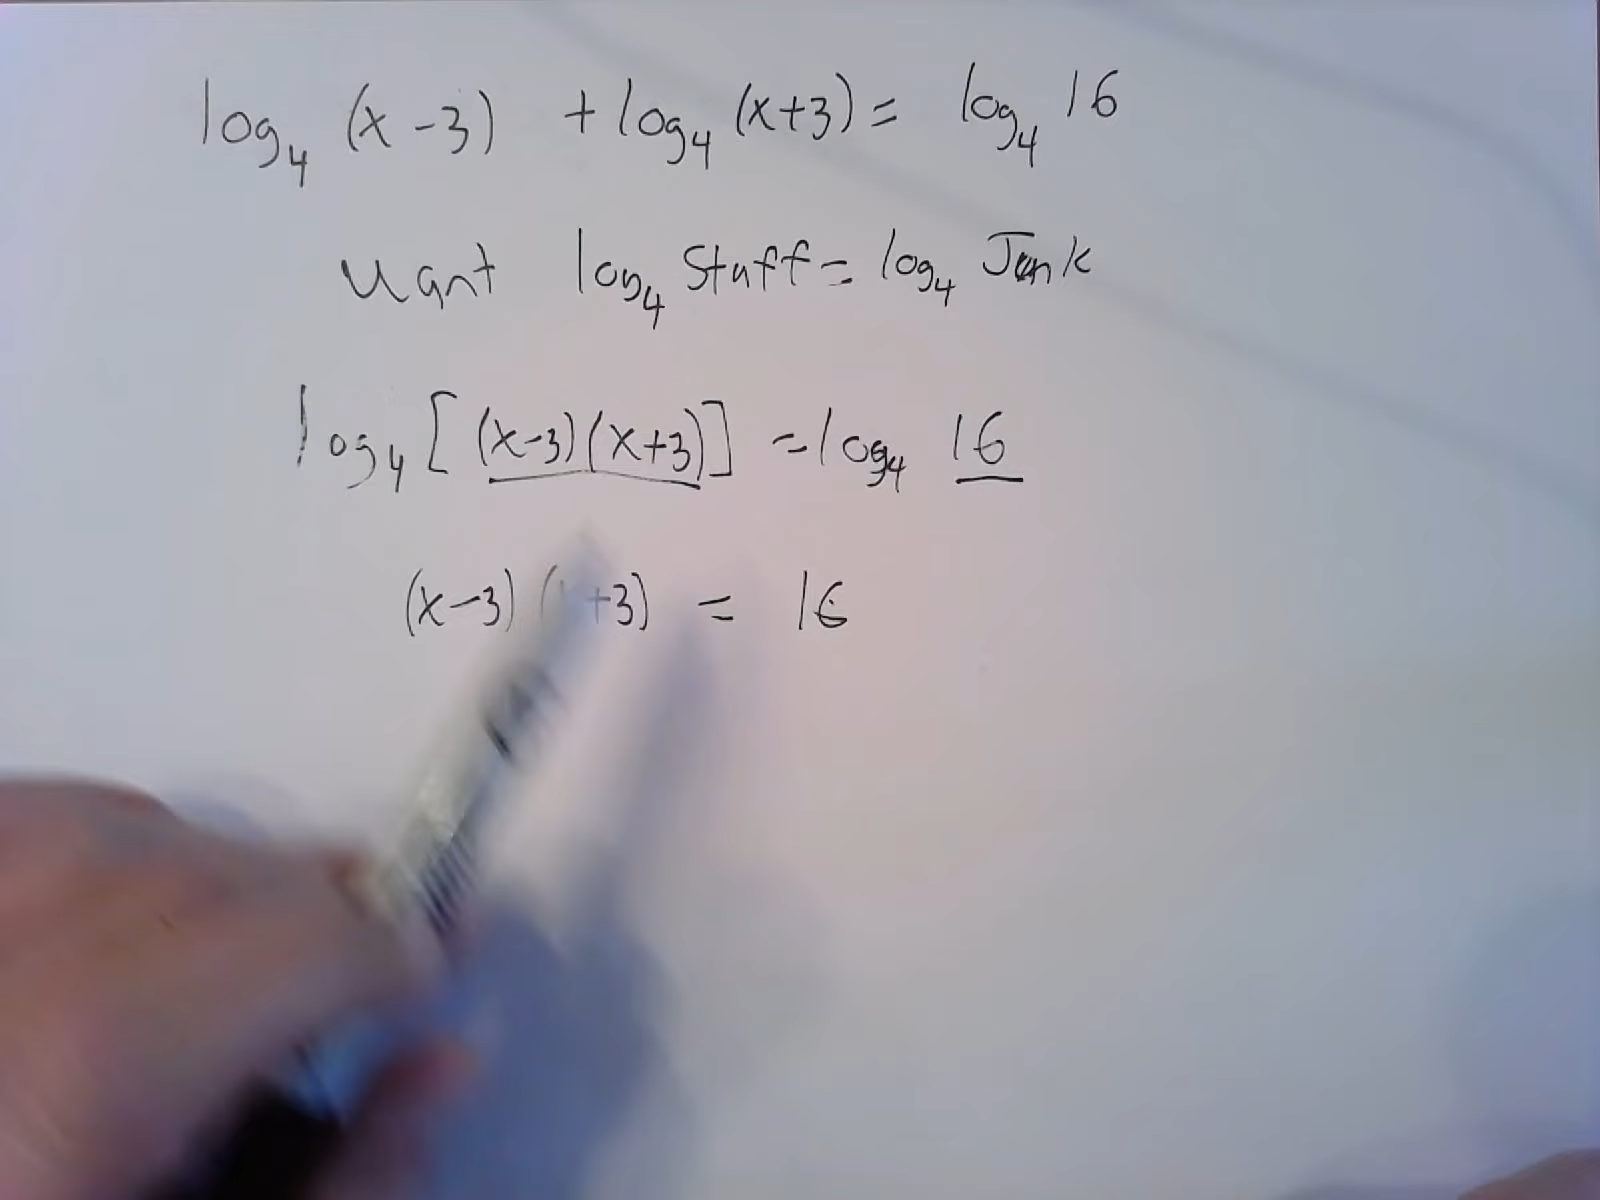 log₄ (x-3) + log₄ (x+3) = log₄ 16
Want log₄ Stuff = log₄ Junk
log₄ [(x-3)(x+3)] = log₄ 16
(x-3) ( +3) = 16